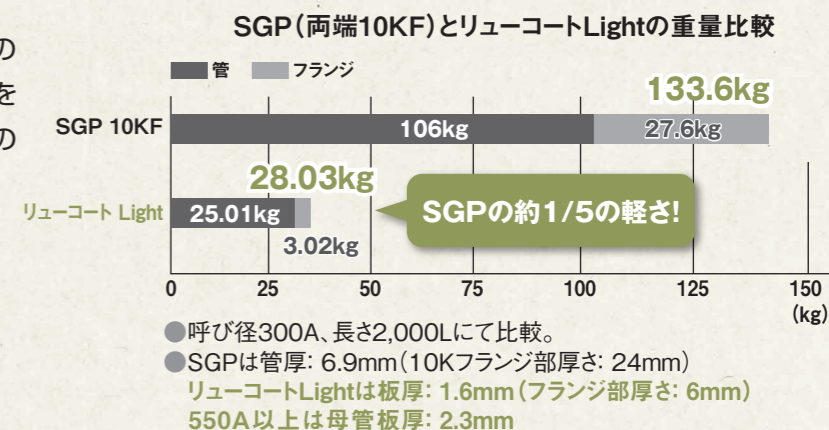 SGP（両端10KF）とリューコートLightの重量比較
の
を
の
管 フランジ
133.6kg
SGP 10KF 106kg 27.6kg
28.03kg
リューコート Light 25.01kg SGPの約1/5の軽さ!
3.02kg
0 25 50 75 100 125 150
(kg)
●呼び径300A、長さ2,000Lにて比較。
●SGPは管厚: 6.9mm（10Kフランジ部厚さ: 24mm）
リューコートLightは板厚: 1.6mm（フランジ部厚さ: 6mm）
550A以上は母管板厚: 2.3mm